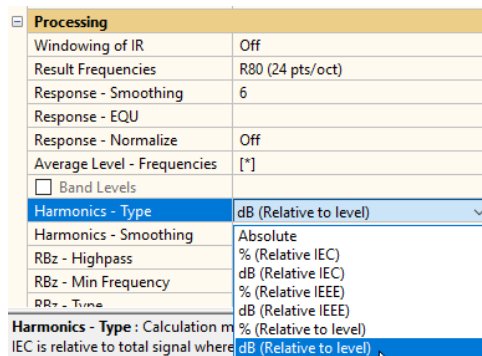 Processing
Windowing of IR Off
Result Frequencies R80 (24 pts/oct)
Response - Smoothing 6
Response - EQU
Response - Normalize Off
Average Level - Frequencies [*]
Band Levels
Harmonics - Type dB (Relative to level)
Harmonics - Smoothing Absolute
% (Relative IEC)
RBz - Highpass dB (Relative IEC)
% (Relative IEEE)
RBz - Min Frequency dB (Relative IEEE)
RBz - Type
Harmonics - Type : Calculation m % (Relative to level)
IEC is relative to total signal where dB (Relative to level)